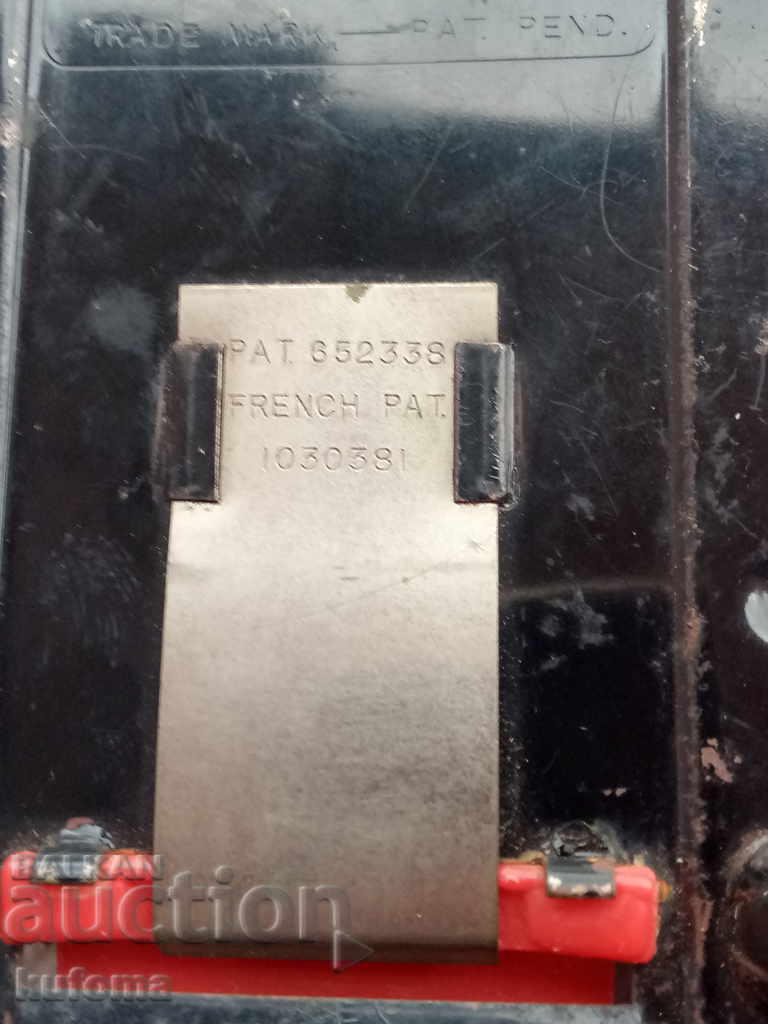 TRADE MARK.—PAT. PEND.
PAT. 652338
FRENCH PAT.
1030381
BALKAN
auction
kufoma